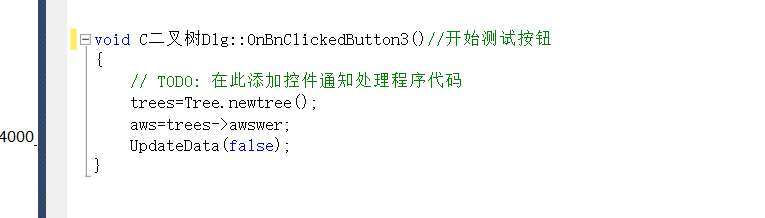 void C二叉树Dlg::OnBnClickedButton3()//开始测试按钮
{
// TODO: 在此添加控件通知处理程序代码
trees=Tree.newtree();
aws=trees->awswer;
4000
UpdateData(false);
}